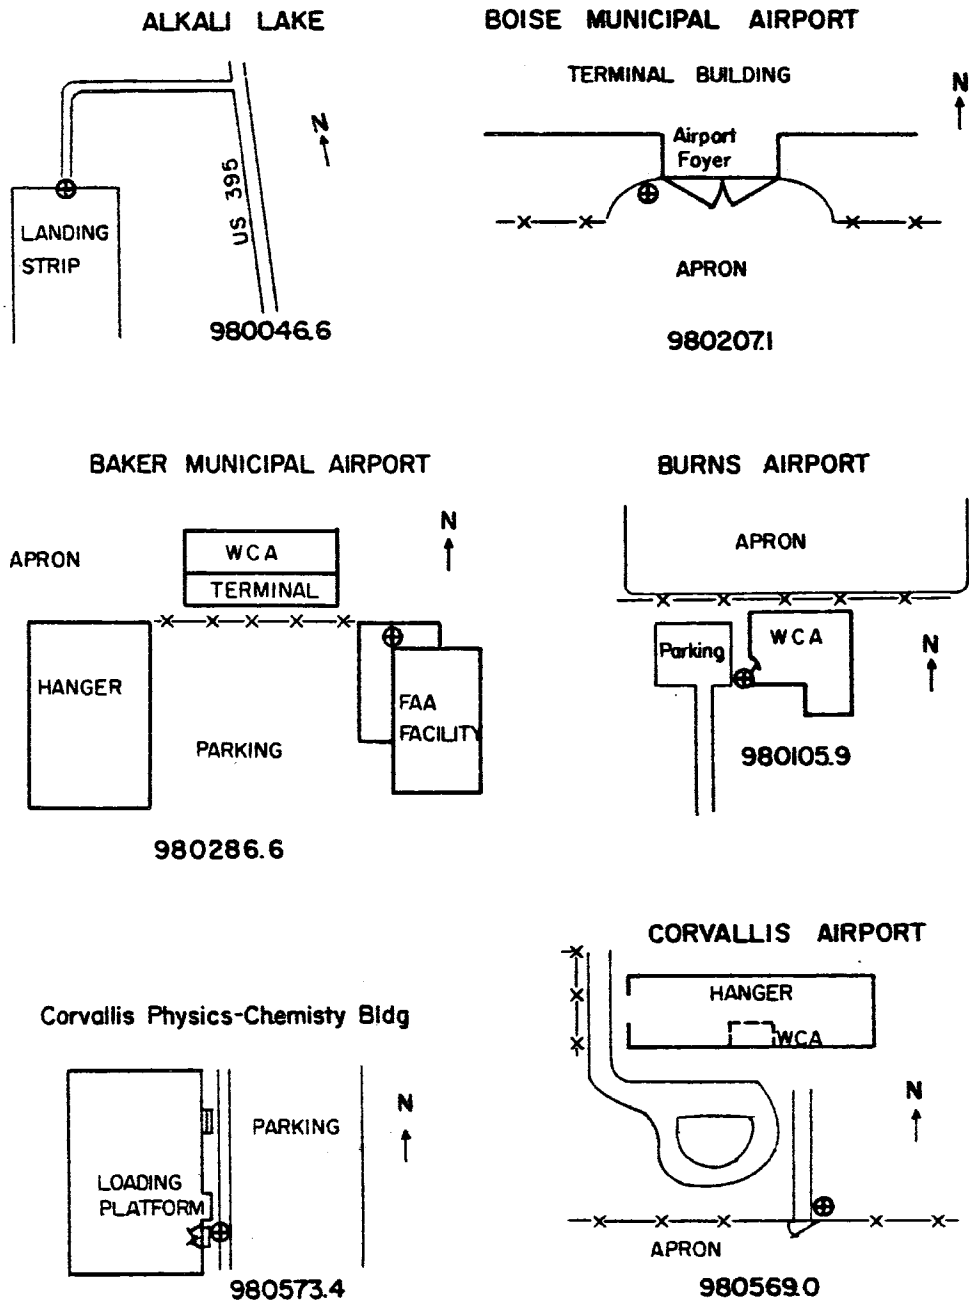 ALKALI LAKE
N
US 395
LANDING
STRIP
980046.6
BOISE MUNICIPAL AIRPORT
TERMINAL BUILDING
N
Airport
Foyer
APRON
980207.1
BAKER MUNICIPAL AIRPORT
N
APRON
WCA
TERMINAL
HANGER
FAA
FACILITY
PARKING
980286.6
BURNS AIRPORT
APRON
Parking
WCA
N
980105.9
Corvallis Physics-Chemisty Bldg
N
PARKING
LOADING
PLATFORM
980573.4
CORVALLIS AIRPORT
HANGER
WCA
N
APRON
980569.0